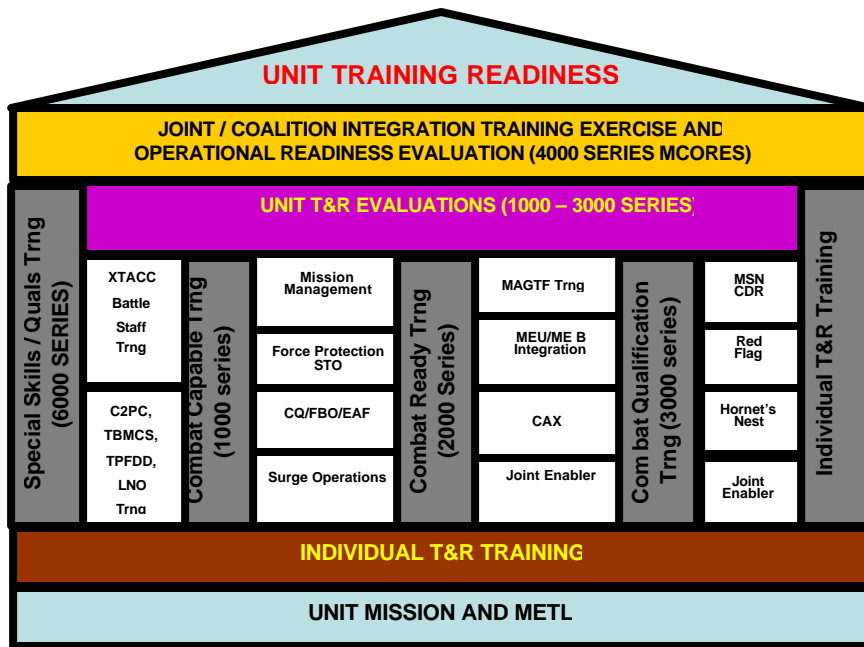 UNIT TRAINING READINESS
JOINT / COALITION INTEGRATION TRAINING EXERCISE AND
OPERATIONAL READINESS EVALUATION (4000 SERIES MCORES)
UNIT T&R EVALUATIONS (1000 – 3000 SERIES)
Special Skills / Quals Trng
(6000 SERIES)
XTACC
Battle
Staff
Trng
C2PC,
TBMCS,
TPFDD,
LNO
Trng
Combat Capable Trng
(1000 series)
Mission
Management
Force Protection
STO
CQ/FBO/EAF
Surge Operations
Combat Ready Trng
(2000 Series)
MAGTF Trng
MEU/ME B
Integration
CAX
Joint Enabler
Com bat Qualification
Trng (3000 series)
MSN
CDR
Red
Flag
Hornet's
Nest
Joint
Enabler
Individual T&R Training
INDIVIDUAL T&R TRAINING
UNIT MISSION AND METL